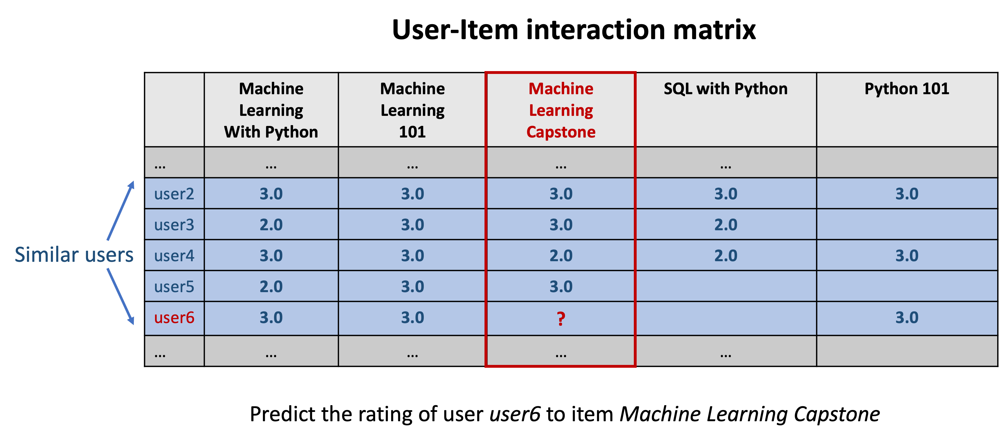 User-Item interaction matrix
Machine Learning With Python Machine Learning 101 Machine Learning Capstone SQL with Python Python 101
... ... ... ... ...
user2 3.0 3.0 3.0 3.0 3.0
user3 2.0 3.0 3.0 2.0
Similar users
user4 3.0 3.0 2.0 2.0 3.0
user5 2.0 3.0 3.0
user6 3.0 3.0 ? 3.0
... ... ... ... ...
Predict the rating of user user6 to item Machine Learning Capstone